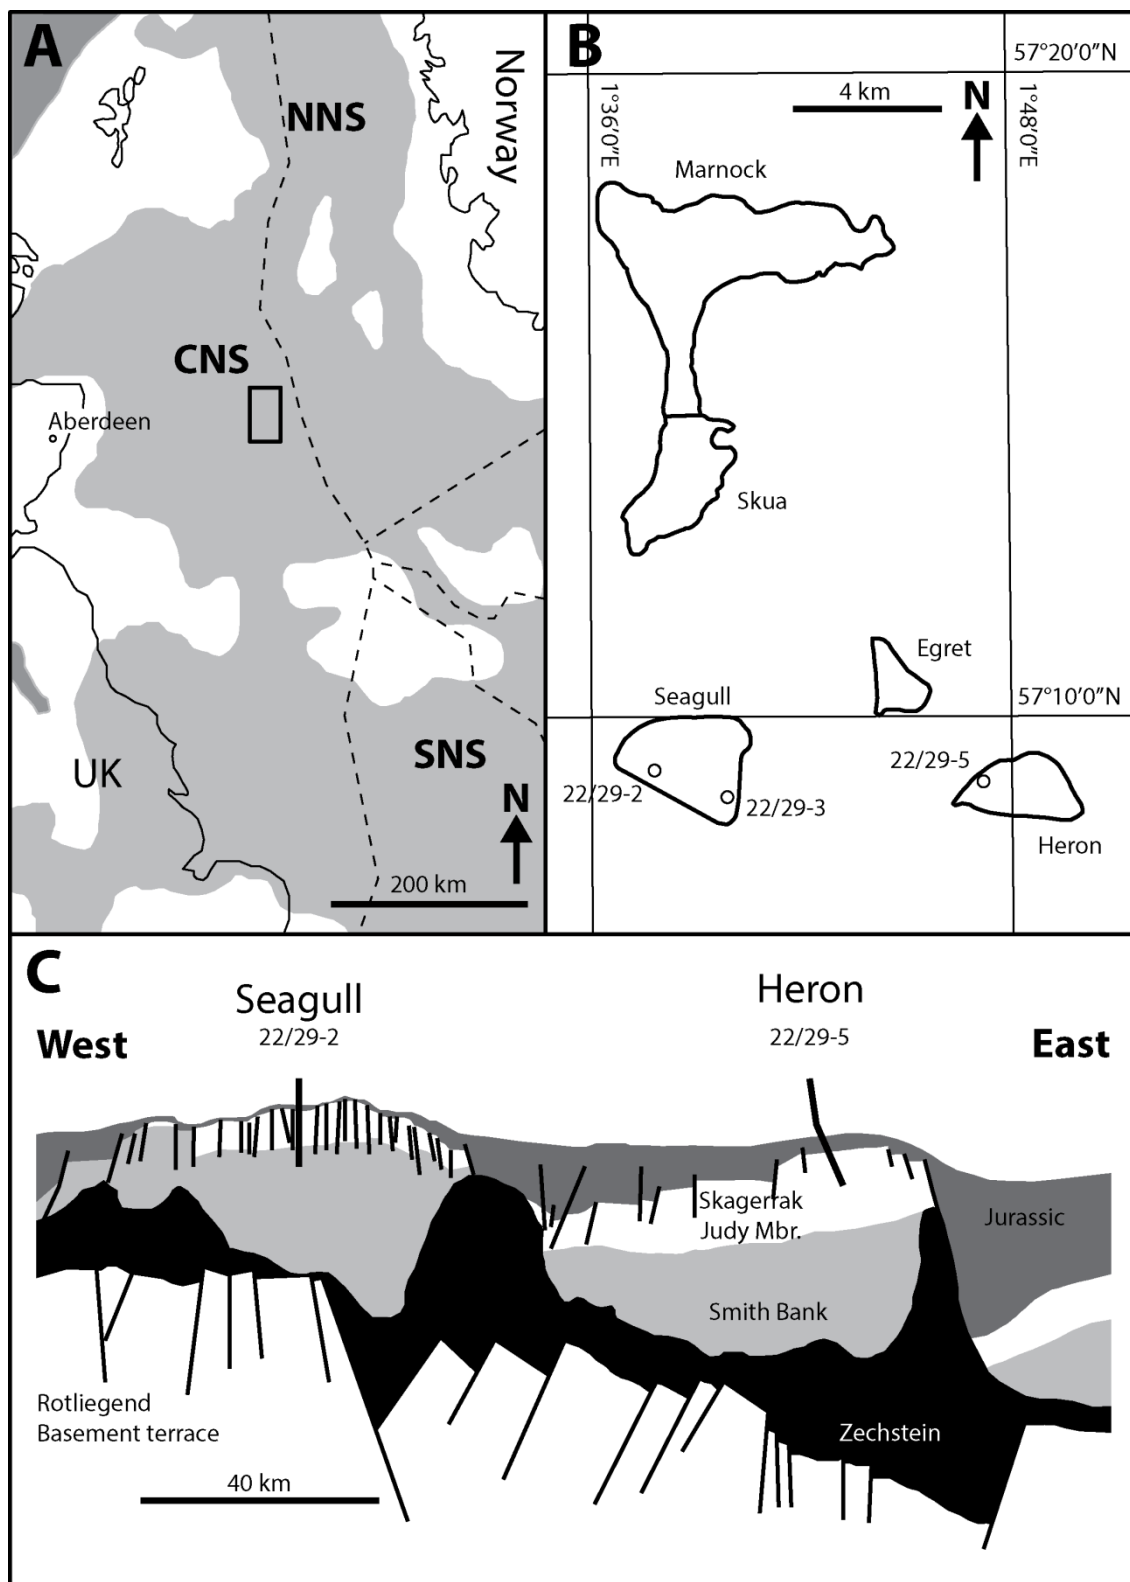 A
NNS
Norway
CNS
Aberdeen
UK
SNS
N
200 km
B
57°20'0"N
1°36'0"E
4 km
N
1°48'0"E
Marnock
Skua
Egret
57°10'0"N
Seagull
22/29-2
22/29-3
22/29-5
Heron
C
Seagull
22/29-2
Heron
22/29-5
West
East
Skagerrak
Judy Mbr.
Jurassic
Smith Bank
Rotliegend
Basement terrace
Zechstein
40 km